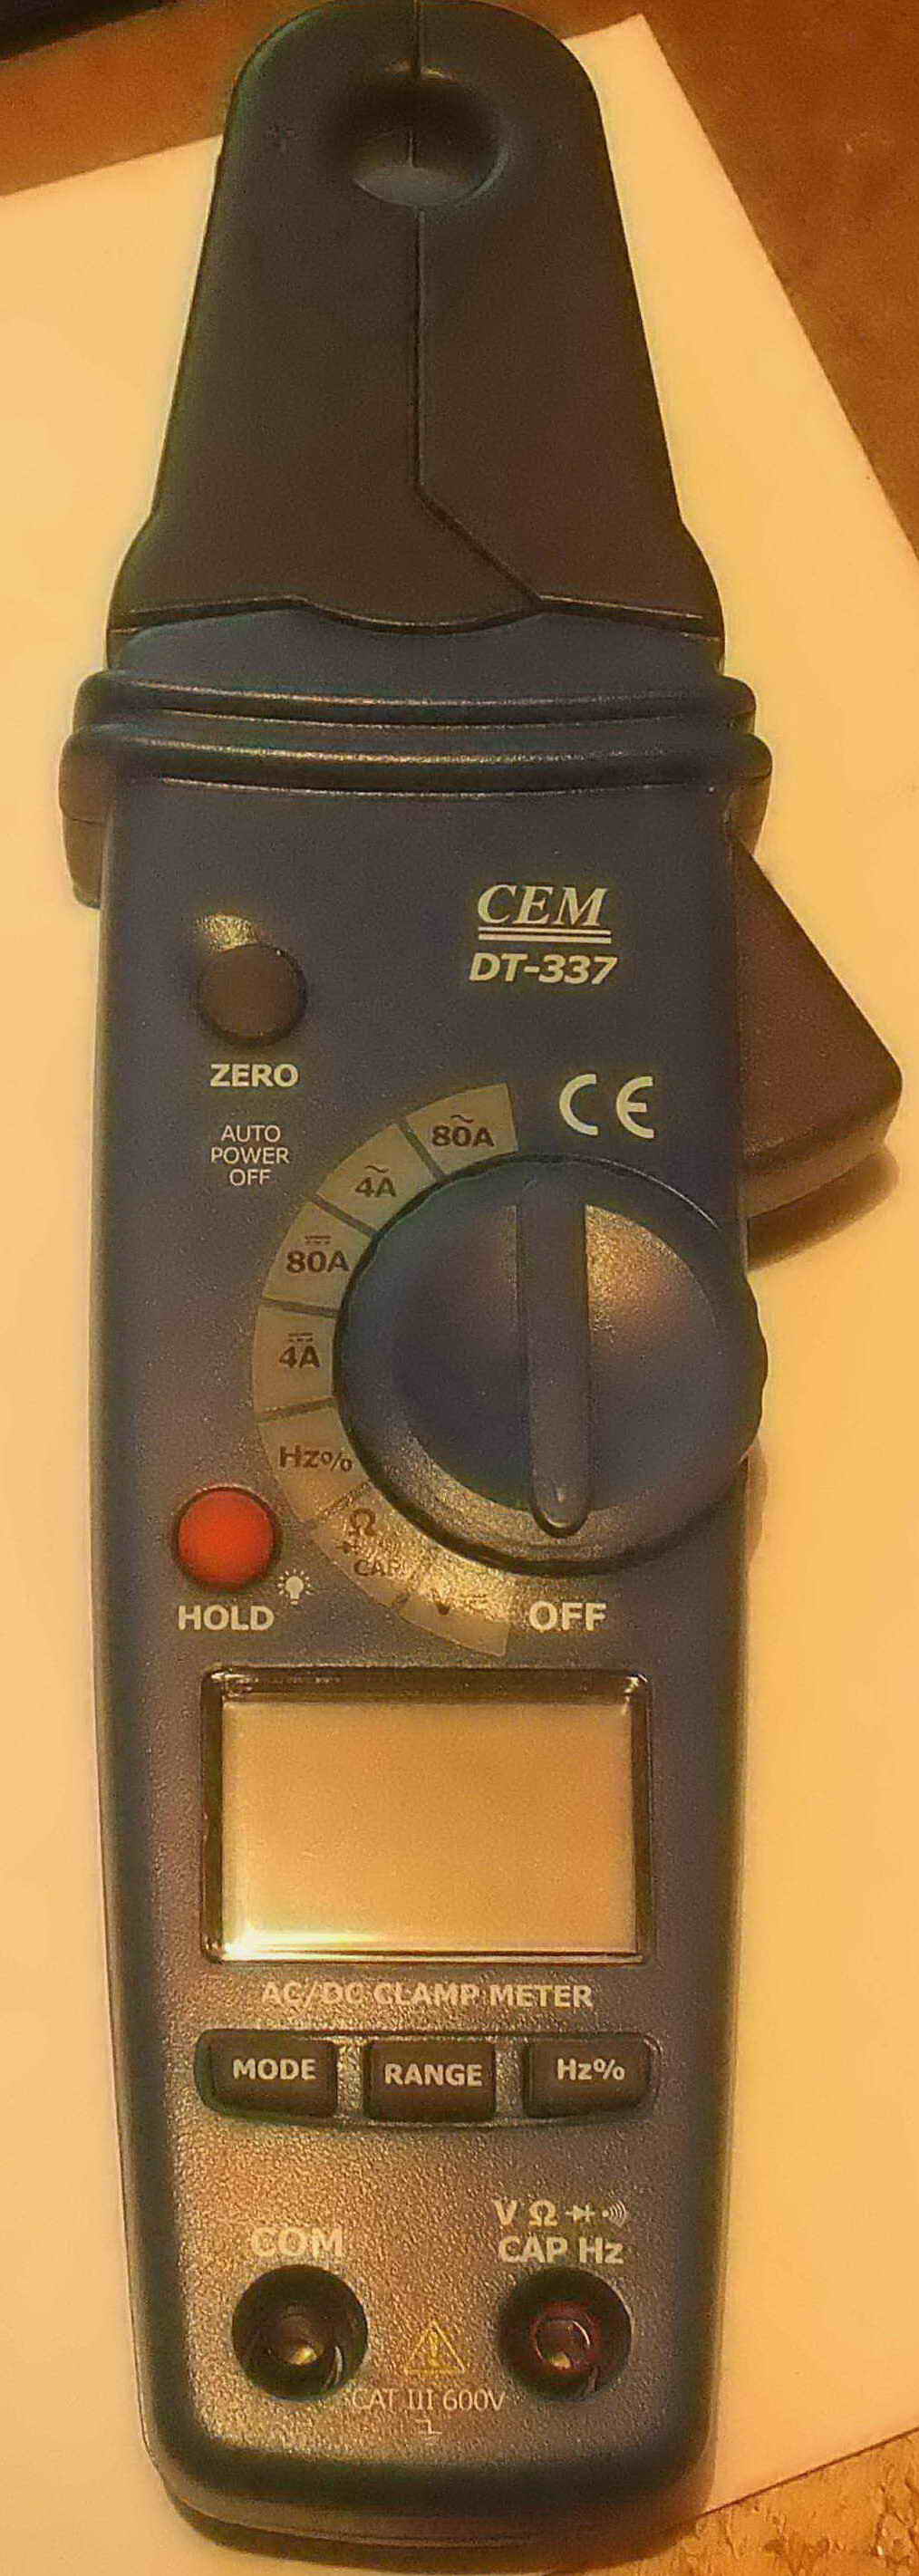 CEM
DT-337
ZERO
CE
AUTO
POWER
OFF
80A
4A
80A
4A
Hz%
Ω
CAP
V
HOLD
OFF
AC/DC CLAMP METER
MODE RANGE Hz%
V Ω
COM CAP Hz
CAT III 600V